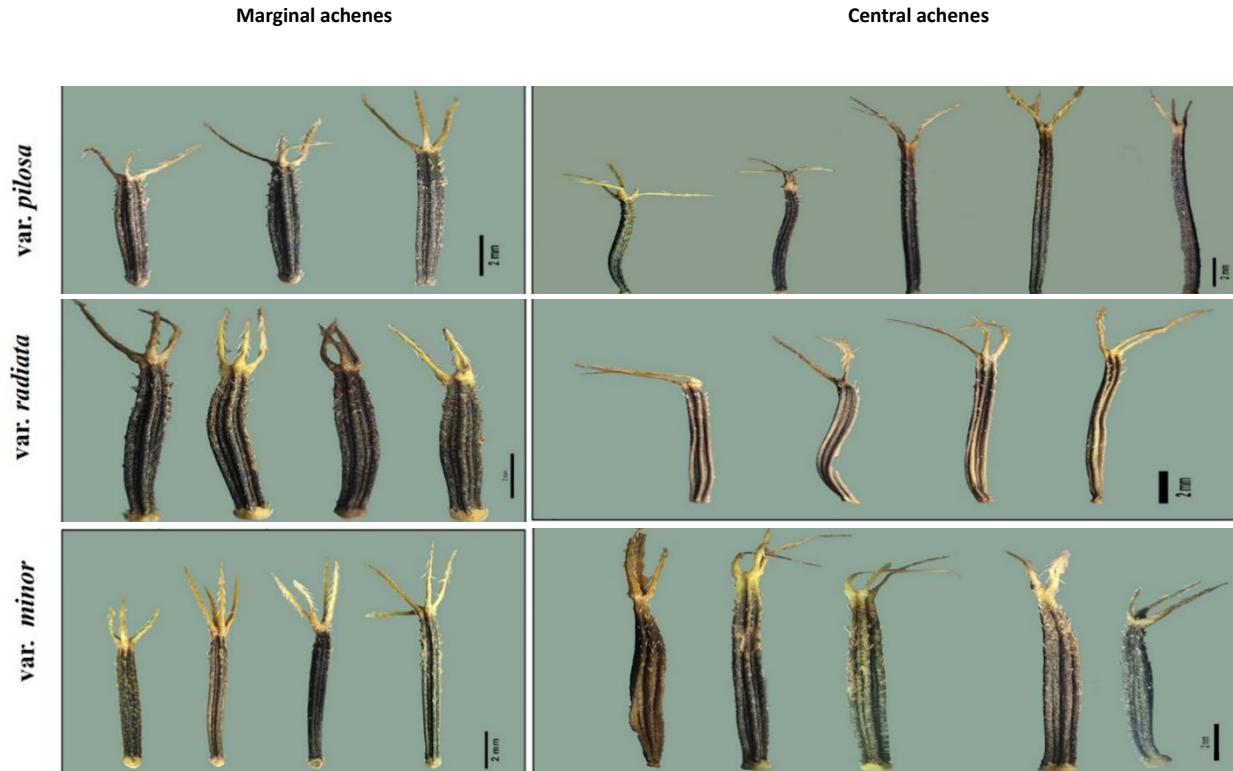 Marginal achenes
Central achenes
var. pilosa
2 mm
2 mm
var. radiata
2 mm
var. minor
2 mm